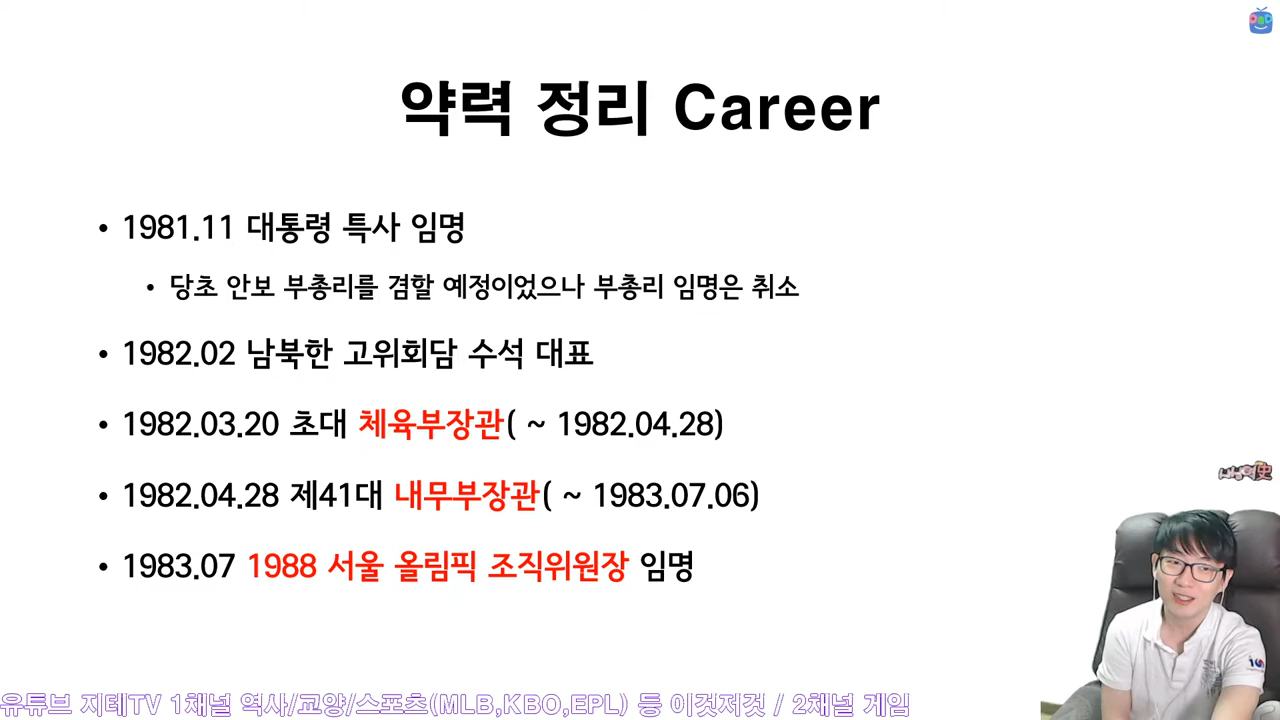 약력 정리 Career
• 1981.11 대통령 특사 임명
• 당초 안보 부총리를 겸할 예정이었으나 부총리 임명은 취소
• 1982.02 남북한 고위회담 수석 대표
• 1982.03.20 초대 체육부장관( ~ 1982.04.28)
• 1982.04.28 제41대 내무부장관( ~ 1983.07.06)
• 1983.07 1988 서울 올림픽 조직위원장 임명
유튜브 지테TV 1채널 역사/교양/스포츠(MLB,KBO,EPL) 등 이것저것 / 2채널 게임